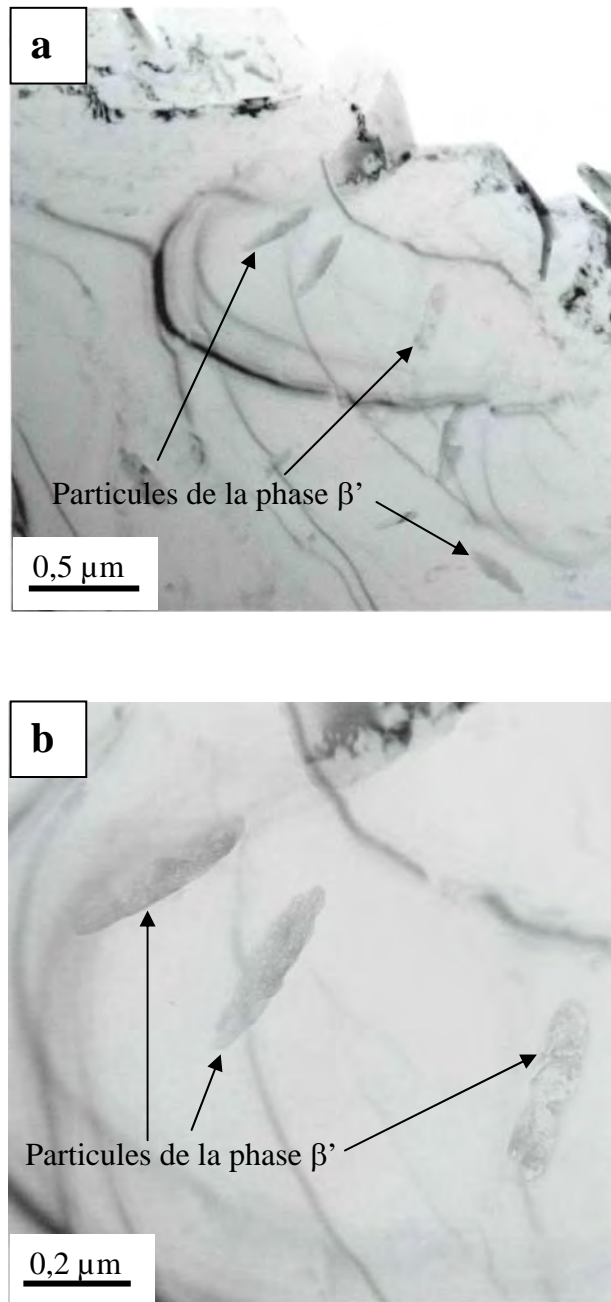 a
Particules de la phase β’
0,5 µm
b
Particules de la phase β’
0,2 µm